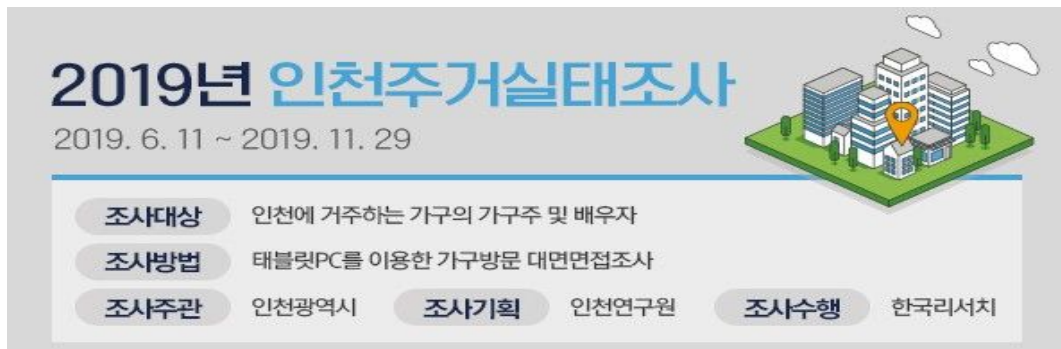 2019년 인천주거실태조사
2019. 6. 11 ~ 2019. 11. 29
조사대상 인천에 거주하는 가구의 가구주 및 배우자
조사방법 태블릿PC를 이용한 가구방문 대면면접조사
조사주관 인천광역시 조사기획 인천연구원 조사수행 한국리서치